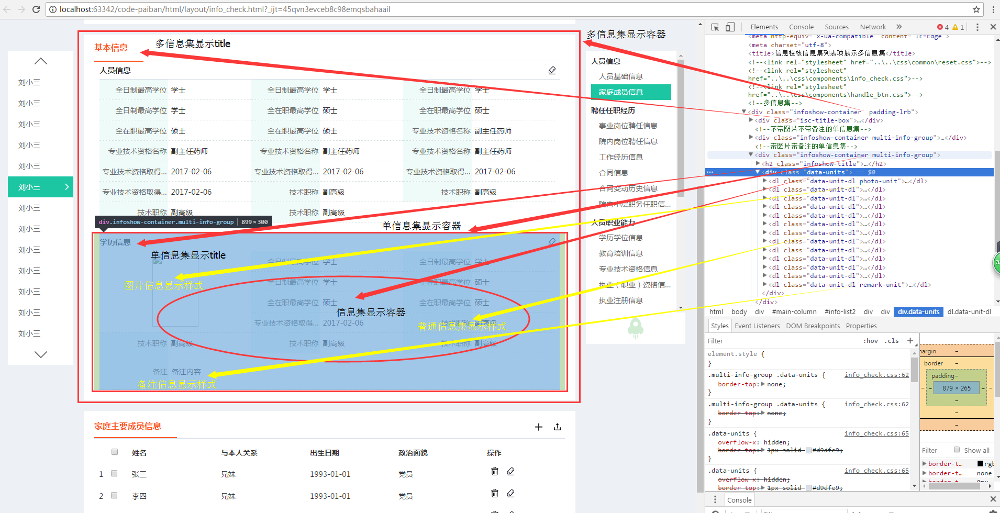 localhost:63342/code-paiban/html/layout/info_check.html?_ijt=45qvn3evceb8c98emqsbahaail
刘小三
刘小三
刘小三
刘小三
刘小三
刘小三
刘小三
刘小三
刘小三
刘小三
刘小三
刘小三
刘小三
基本信息
多信息集显示title
人员信息
全日制最高学位 学士 全日制最高学位 硕士 全日制最高学位 学士
全日制最高学位 学士 全在职最高学位 硕士 全在职最高学位 硕士
全在职最高学位 硕士 全在职最高学位 硕士 专业技术资格名称 副主任药师
专业技术资格名称 副主任药师 专业技术资格名称 副主任药师 专业技术资格名称 副主任药师
专业技术资格取得... 2017-02-06 专业技术资格取得... 2017-02-06 专业技术资格取得... 2017-02-06
专业技术资格取得... 2017-02-06 技术职称 副高级 技术职称 副高级
技术职称 副高级 技术职称 副高级
div.infoshow-container.multi-info-group | 899×300
单信息集显示容器
学历信息
单信息集显示title
全日制最高学位 学士 全日制最高学位 学士
图片信息显示样式
全日制最高学位 学士 全在职最高学位 硕士
全在职最高学位 硕士 全在职最高学位 硕士
信息集显示容器
专业技术资格取得... 2017-02-06 技术职称 副高级
普通信息集显示样式
技术职称 副高级 技术职称 副高级 技术职称 副高级
备注 备注内容
备注信息显示样式
家庭主要成员信息
姓名 与本人关系 出生日期 政治面貌 操作
1 张三 兄妹 1993-01-01 党员
2 李四 兄妹 1993-01-01 党员
多信息集显示容器
人员信息
人员基础信息
家庭成员信息
聘任任职经历
事业岗位聘任信息
院内岗位聘任信息
工作经历信息
合同信息
合同变动历史信息
院内中层职务任职信...
人员职业能力
学历学位信息
教育培训信息
专业技术资格信息
执业（职业）资格信...
执业注册信息
Elements Console Sources Network » 4 1
<meta http-equiv="x-ua-compatible" content="IE=Edge">
<meta charset="utf-8">
<title>信息校核信息集列表项展示多信息集</title>
<!--<link rel="stylesheet" href="..\..\css\common\reset.css">-->
<!--<link rel="stylesheet"
href="..\..\css\components\info_check.css">-->
<!--<link rel="stylesheet"
href="..\..\css\components\handle_btn.css">-->
<!--多信息集-->
<div class="infoshow-container  padding-lrb">
<div class="isc-title-box">…</div>
<!--不带图片不带备注的单信息集-->
<div class="infoshow-container multi-info-group">…</div>
<!--带图片带备注的单信息集-->
<div class="infoshow-container multi-info-group">
<h2 class="infoshow-title">…</h2>
<div class="data-units"> == $0
<dl class="data-unit-dl photo-unit">…</dl>
<dl class="data-unit-dl">…</dl>
<dl class="data-unit-dl">…</dl>
<dl class="data-unit-dl">…</dl>
<dl class="data-unit-dl">…</dl>
<dl class="data-unit-dl">…</dl>
<dl class="data-unit-dl">…</dl>
<dl class="data-unit-dl">…</dl>
<dl class="data-unit-dl">…</dl>
<dl class="data-unit-dl">…</dl>
<dl class="data-unit-dl">…</dl>
<dl class="data-unit-dl">…</dl>
<dl class="data-unit-dl remark-unit">…</dl>
</div>
</div>
html body div #main-column #info-list2 div div div.data-units dl.data-unit-dl
Styles Event Listeners DOM Breakpoints Properties
Filter :hov .cls +
element.style {
}
.multi-info-group .data-units { info_check.css:62
border-top: none;
}
.multi-info-group .data-units { info_check.css:62
border-top: none;
}
.data-units { info_check.css:65
overflow-x: hidden;
border-top: 1px solid #d9dfe9;
}
.data-units { info_check.css:65
overflow-x: hidden;
border-top: 1px solid #d9dfe9;
margin –
border –
padding –
879 × 265
–
–
–
Filter Show all
border-t… rgb
border-t… none
Console